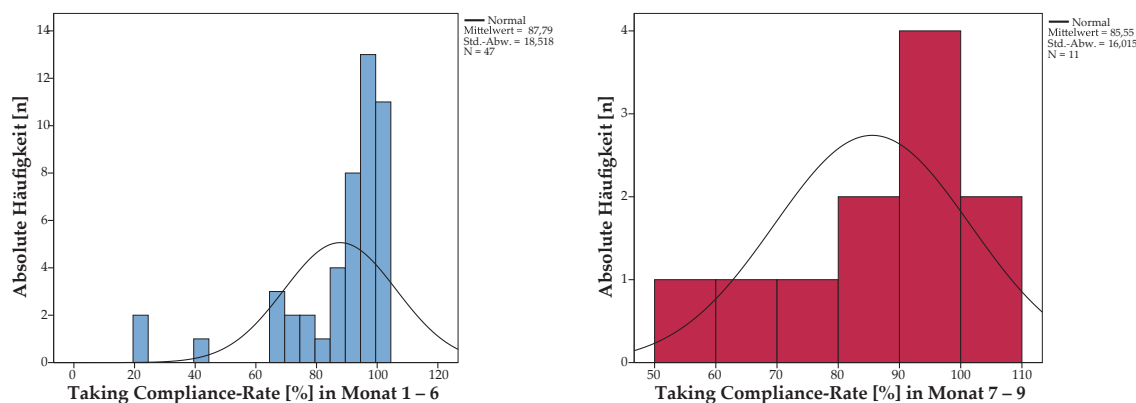 Normal
Mittelwert = 87,79
Std.-Abw. = 18,518
N = 47
14
12
10
8
6
4
2
0
Absolute Häufigkeit [n]
0
20
40
60
80
100
120
Taking Compliance-Rate [%] in Monat 1 – 6
Normal
Mittelwert = 85,55
Std.-Abw. = 16,015
N = 11
4
3
2
1
0
Absolute Häufigkeit [n]
50
60
70
80
90
100
110
Taking Compliance-Rate [%] in Monat 7 – 9